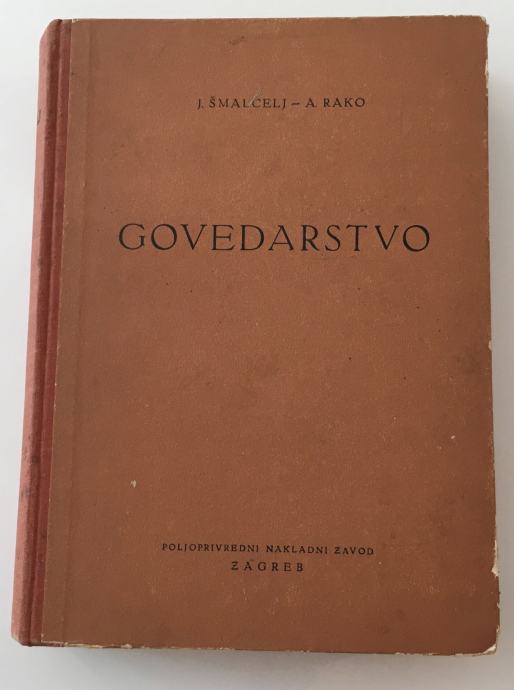 J. ŠMALCELJ – A. RAKO
GOVEDARSTVO
POLJOPRIVREDNI NAKLADNI ZAVOD
ZAGREB